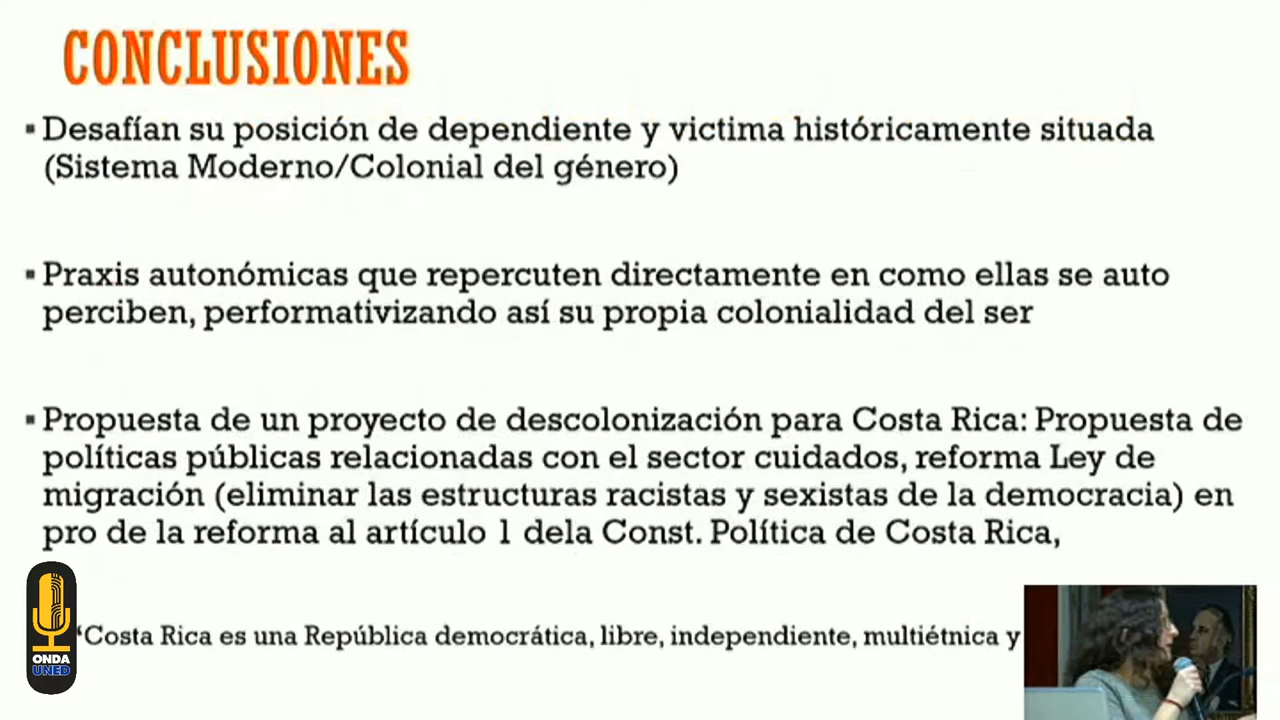 CONCLUSIONES
▪ Desafían su posición de dependiente y victima históricamente situada
(Sistema Moderno/Colonial del género)
▪ Praxis autonómicas que repercuten directamente en como ellas se auto
perciben, performativizando así su propia colonialidad del ser
▪ Propuesta de un proyecto de descolonización para Costa Rica: Propuesta de
políticas públicas relacionadas con el sector cuidados, reforma Ley de
migración (eliminar las estructuras racistas y sexistas de la democracia) en
pro de la reforma al artículo 1 dela Const. Política de Costa Rica,
“Costa Rica es una República democrática, libre, independiente, multiétnica y
ONDA
UNED